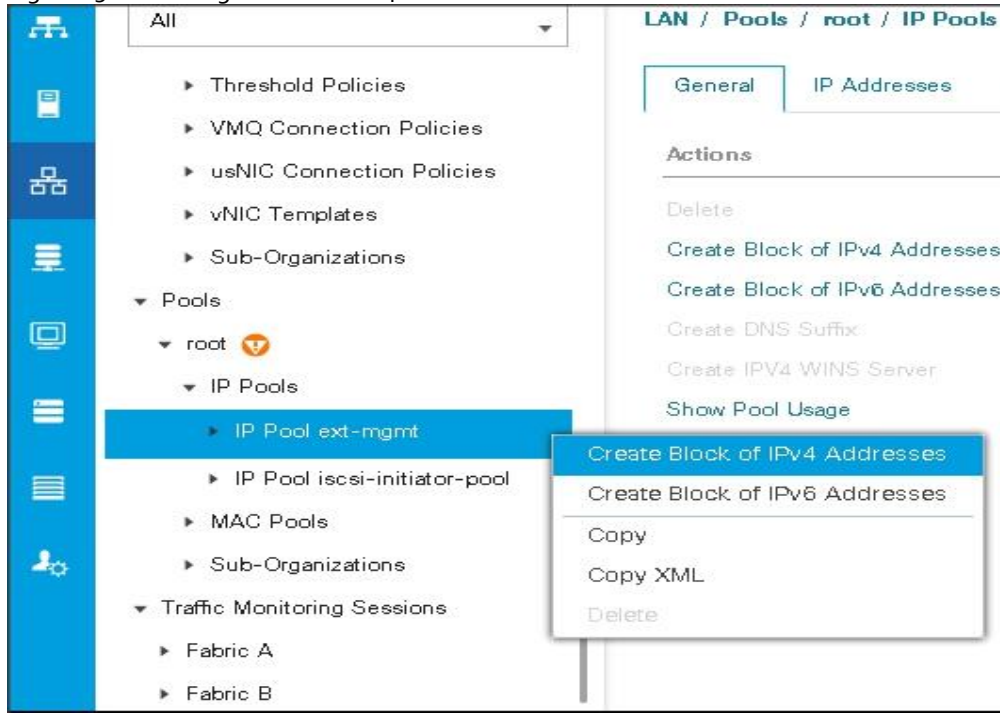 All
Threshold Policies
VMQ Connection Policies
usNIC Connection Policies
vNIC Templates
Sub-Organizations
Pools
root
IP Pools
IP Pool ext-mgmt
IP Pool iscsi-initiator-pool
MAC Pools
Sub-Organizations
Traffic Monitoring Sessions
Fabric A
Fabric B
LAN / Pools / root / IP Pools
General IP Addresses
Actions
Delete
Create Block of IPv4 Addresses
Create Block of IPv6 Addresses
Create DNS Suffix
Create IPV4 WINS Server
Show Pool Usage
Create Block of IPv4 Addresses
Create Block of IPv6 Addresses
Copy
Copy XML
Delete